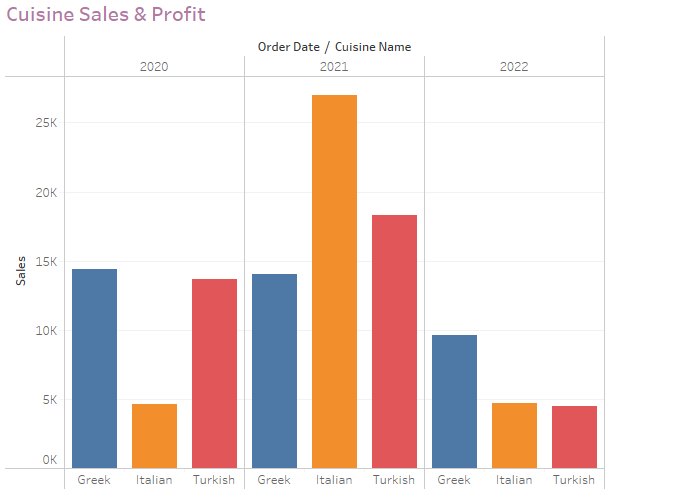 Cuisine Sales & Profit
Order Date / Cuisine Name
2020 2021 2022
25K
20K
15K
10K
5K
0K
Sales
Greek Italian Turkish Greek Italian Turkish Greek Italian Turkish